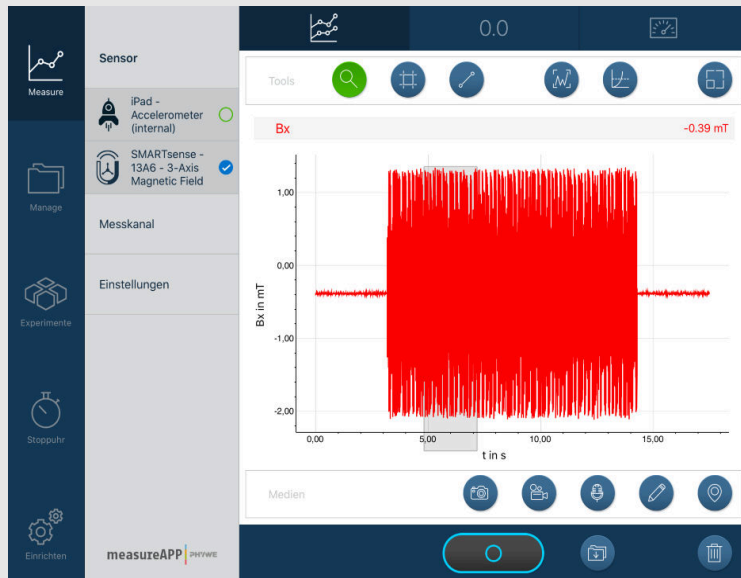 Measure
Manage
Experimente
Stoppuhr
Einrichten
Sensor
iPad -
Accelerometer
(internal)
SMARTsense -
13A6 - 3-Axis
Magnetic Field
Messkanal
Einstellungen
measureAPP PHYWE
0.0
Tools
Bx
-0.39 mT
Bx in mT
1,00
0,00
-1,00
-2,00
0,00 5,00 10,00 15,00
t in s
Medien